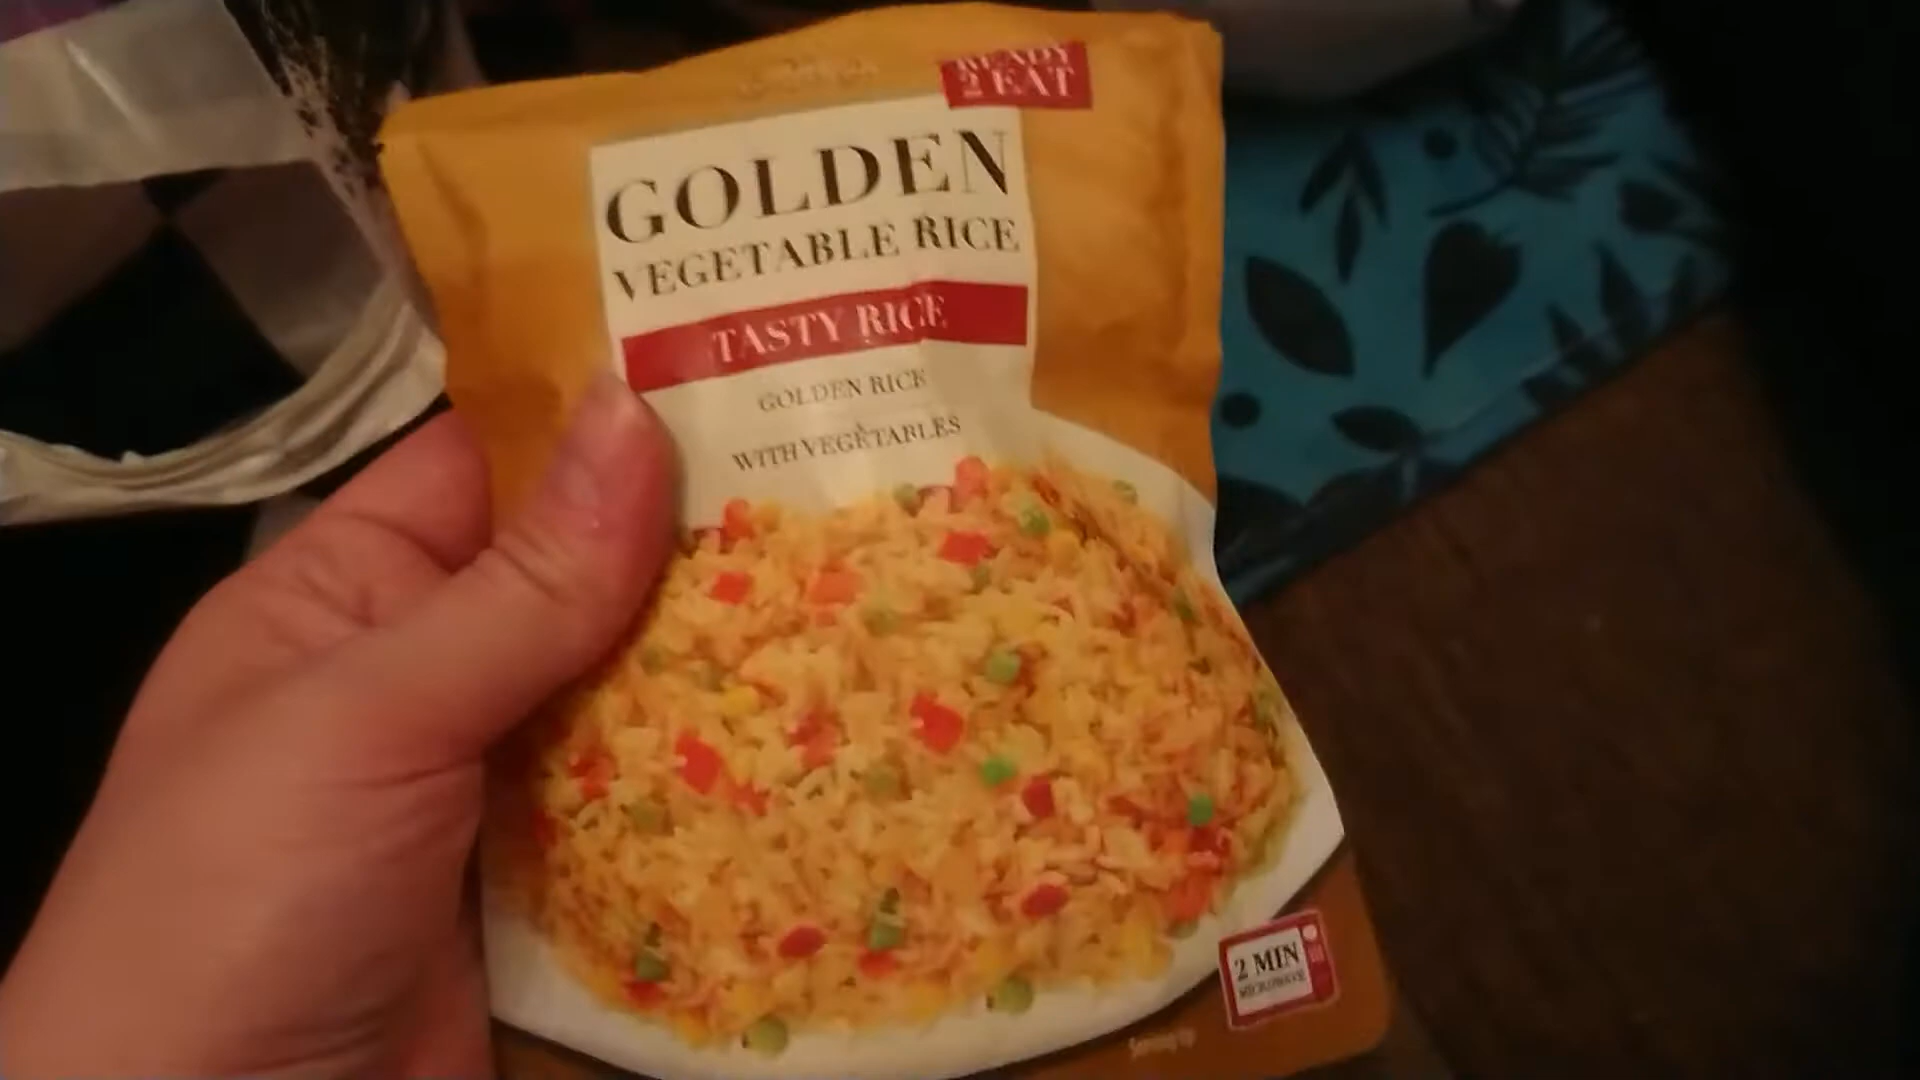 READY
2 EAT
GOLDEN
VEGETABLE RICE
TASTY RICE
GOLDEN RICE
WITH VEGETABLES
2 MIN
MICROWAVE